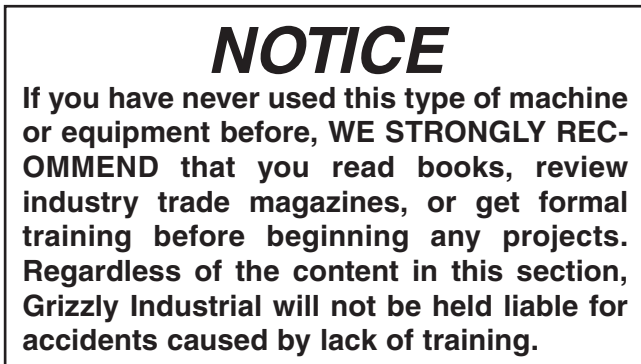 NOTICE
If you have never used this type of machine
or equipment before, WE STRONGLY REC-
OMMEND that you read books, review
industry trade magazines, or get formal
training before beginning any projects.
Regardless of the content in this section,
Grizzly Industrial will not be held liable for
accidents caused by lack of training.